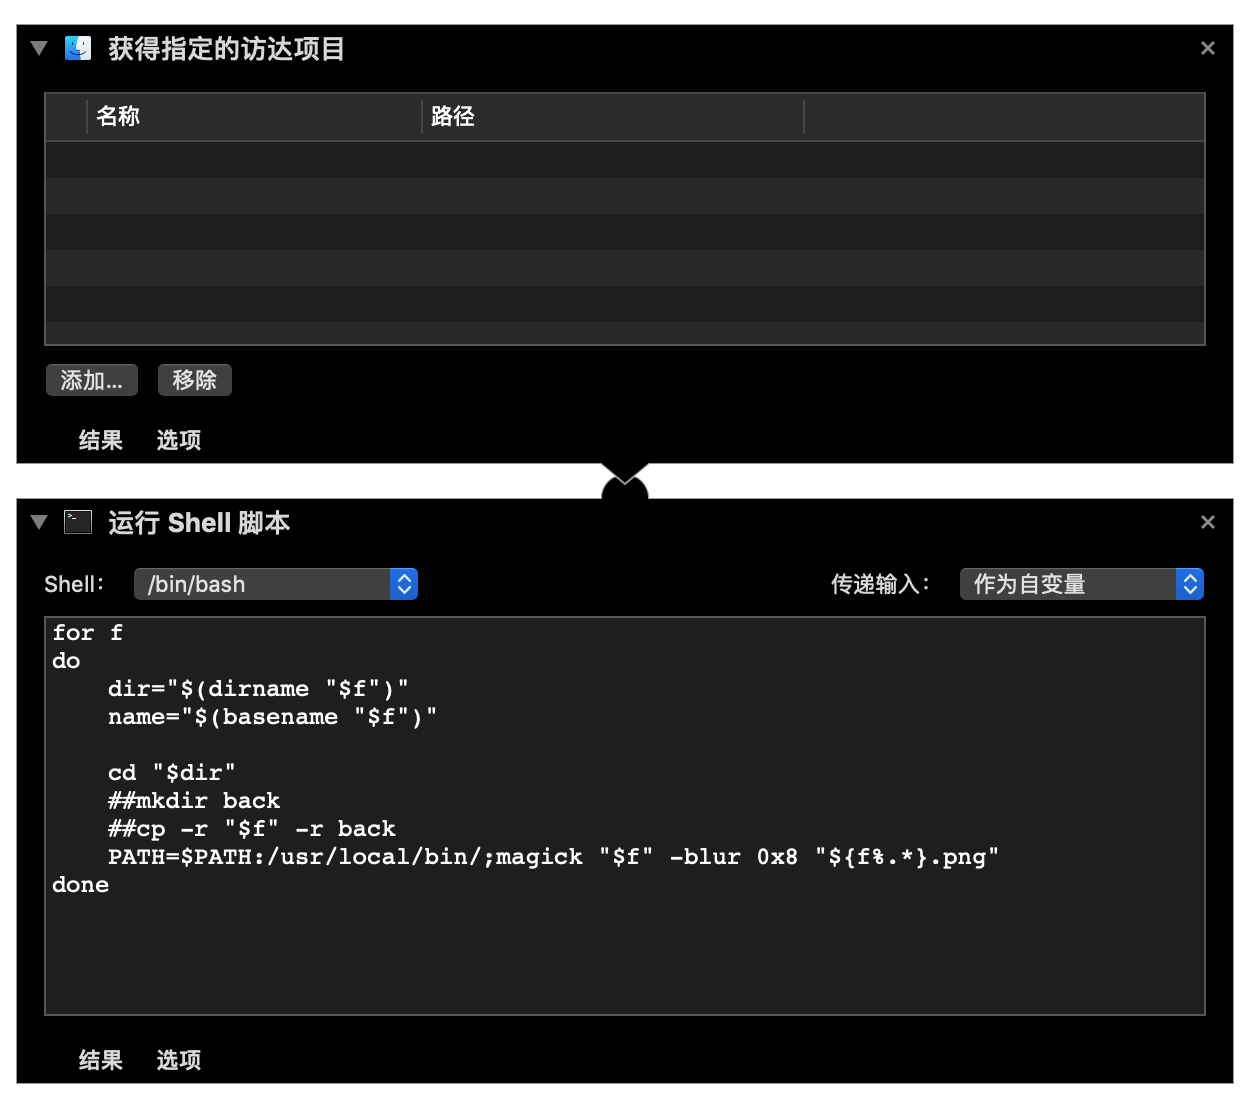 获得指定的访达项目
名称 路径
添加... 移除
结果 选项
运行 Shell 脚本
Shell: /bin/bash 传递输入: 作为自变量
for f
do
    dir="$(dirname "$f")"
    name="$(basename "$f")"
    cd "$dir"
    ##mkdir back
    ##cp -r "$f" -r back
    PATH=$PATH:/usr/local/bin/;magick "$f" -blur 0x8 "${f%.*}.png"
done
结果 选项